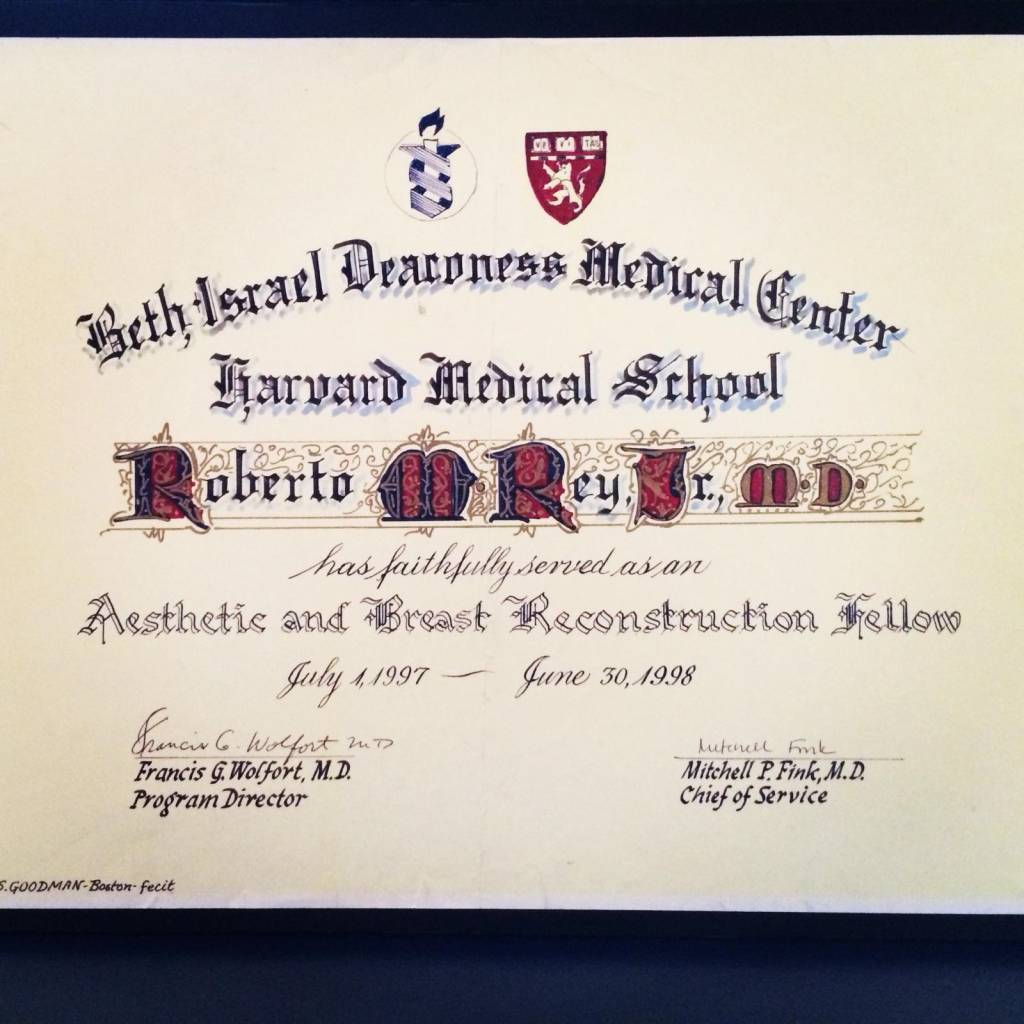 Beth Israel Deaconess Medical Center
Harvard Medical School
Roberto M. Rey, Jr., M.D.
has faithfully served as an
Aesthetic and Breast Reconstruction Fellow
July 1, 1997 — June 30, 1998
Francis G. Wolfort MD
Mitchell Fink
Francis G. Wolfort, M.D.
Mitchell P. Fink, M.D.
Program Director
Chief of Service
S. GOODMAN - Boston - fecit